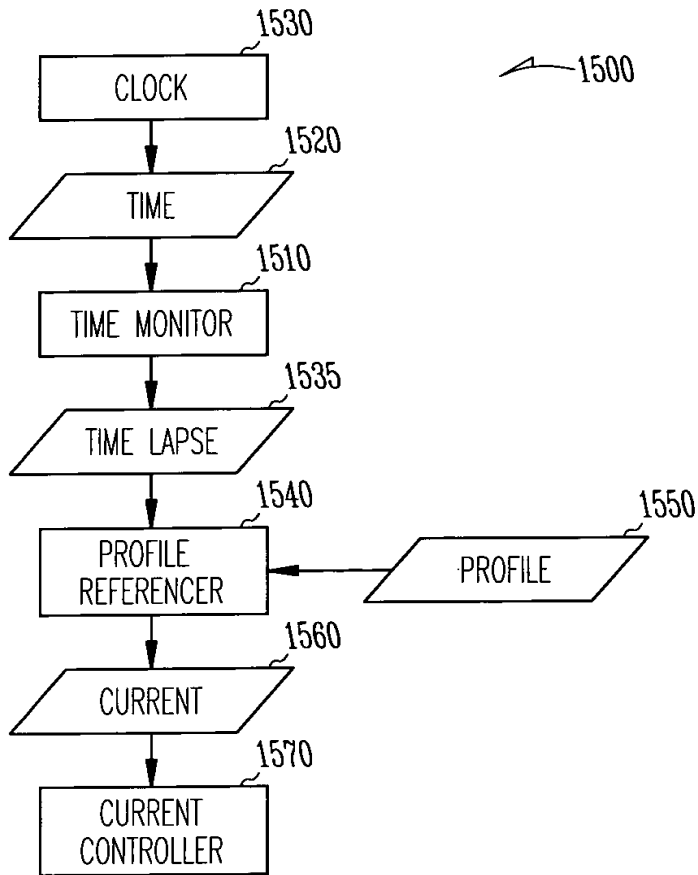 1530
CLOCK
1500
1520
TIME
1510
TIME MONITOR
1535
TIME LAPSE
1540
PROFILE
REFERENCER
1550
PROFILE
1560
CURRENT
1570
CURRENT
CONTROLLER